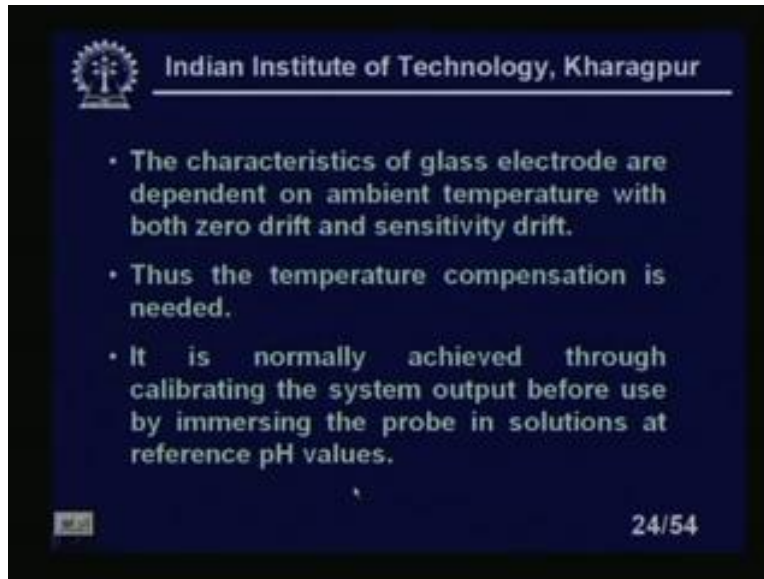 Indian Institute of Technology, Kharagpur
• The characteristics of glass electrode are
dependent on ambient temperature with
both zero drift and sensitivity drift.
• Thus the temperature compensation is
needed.
• It is normally achieved through
calibrating the system output before use
by immersing the probe in solutions at
reference pH values.
24/54